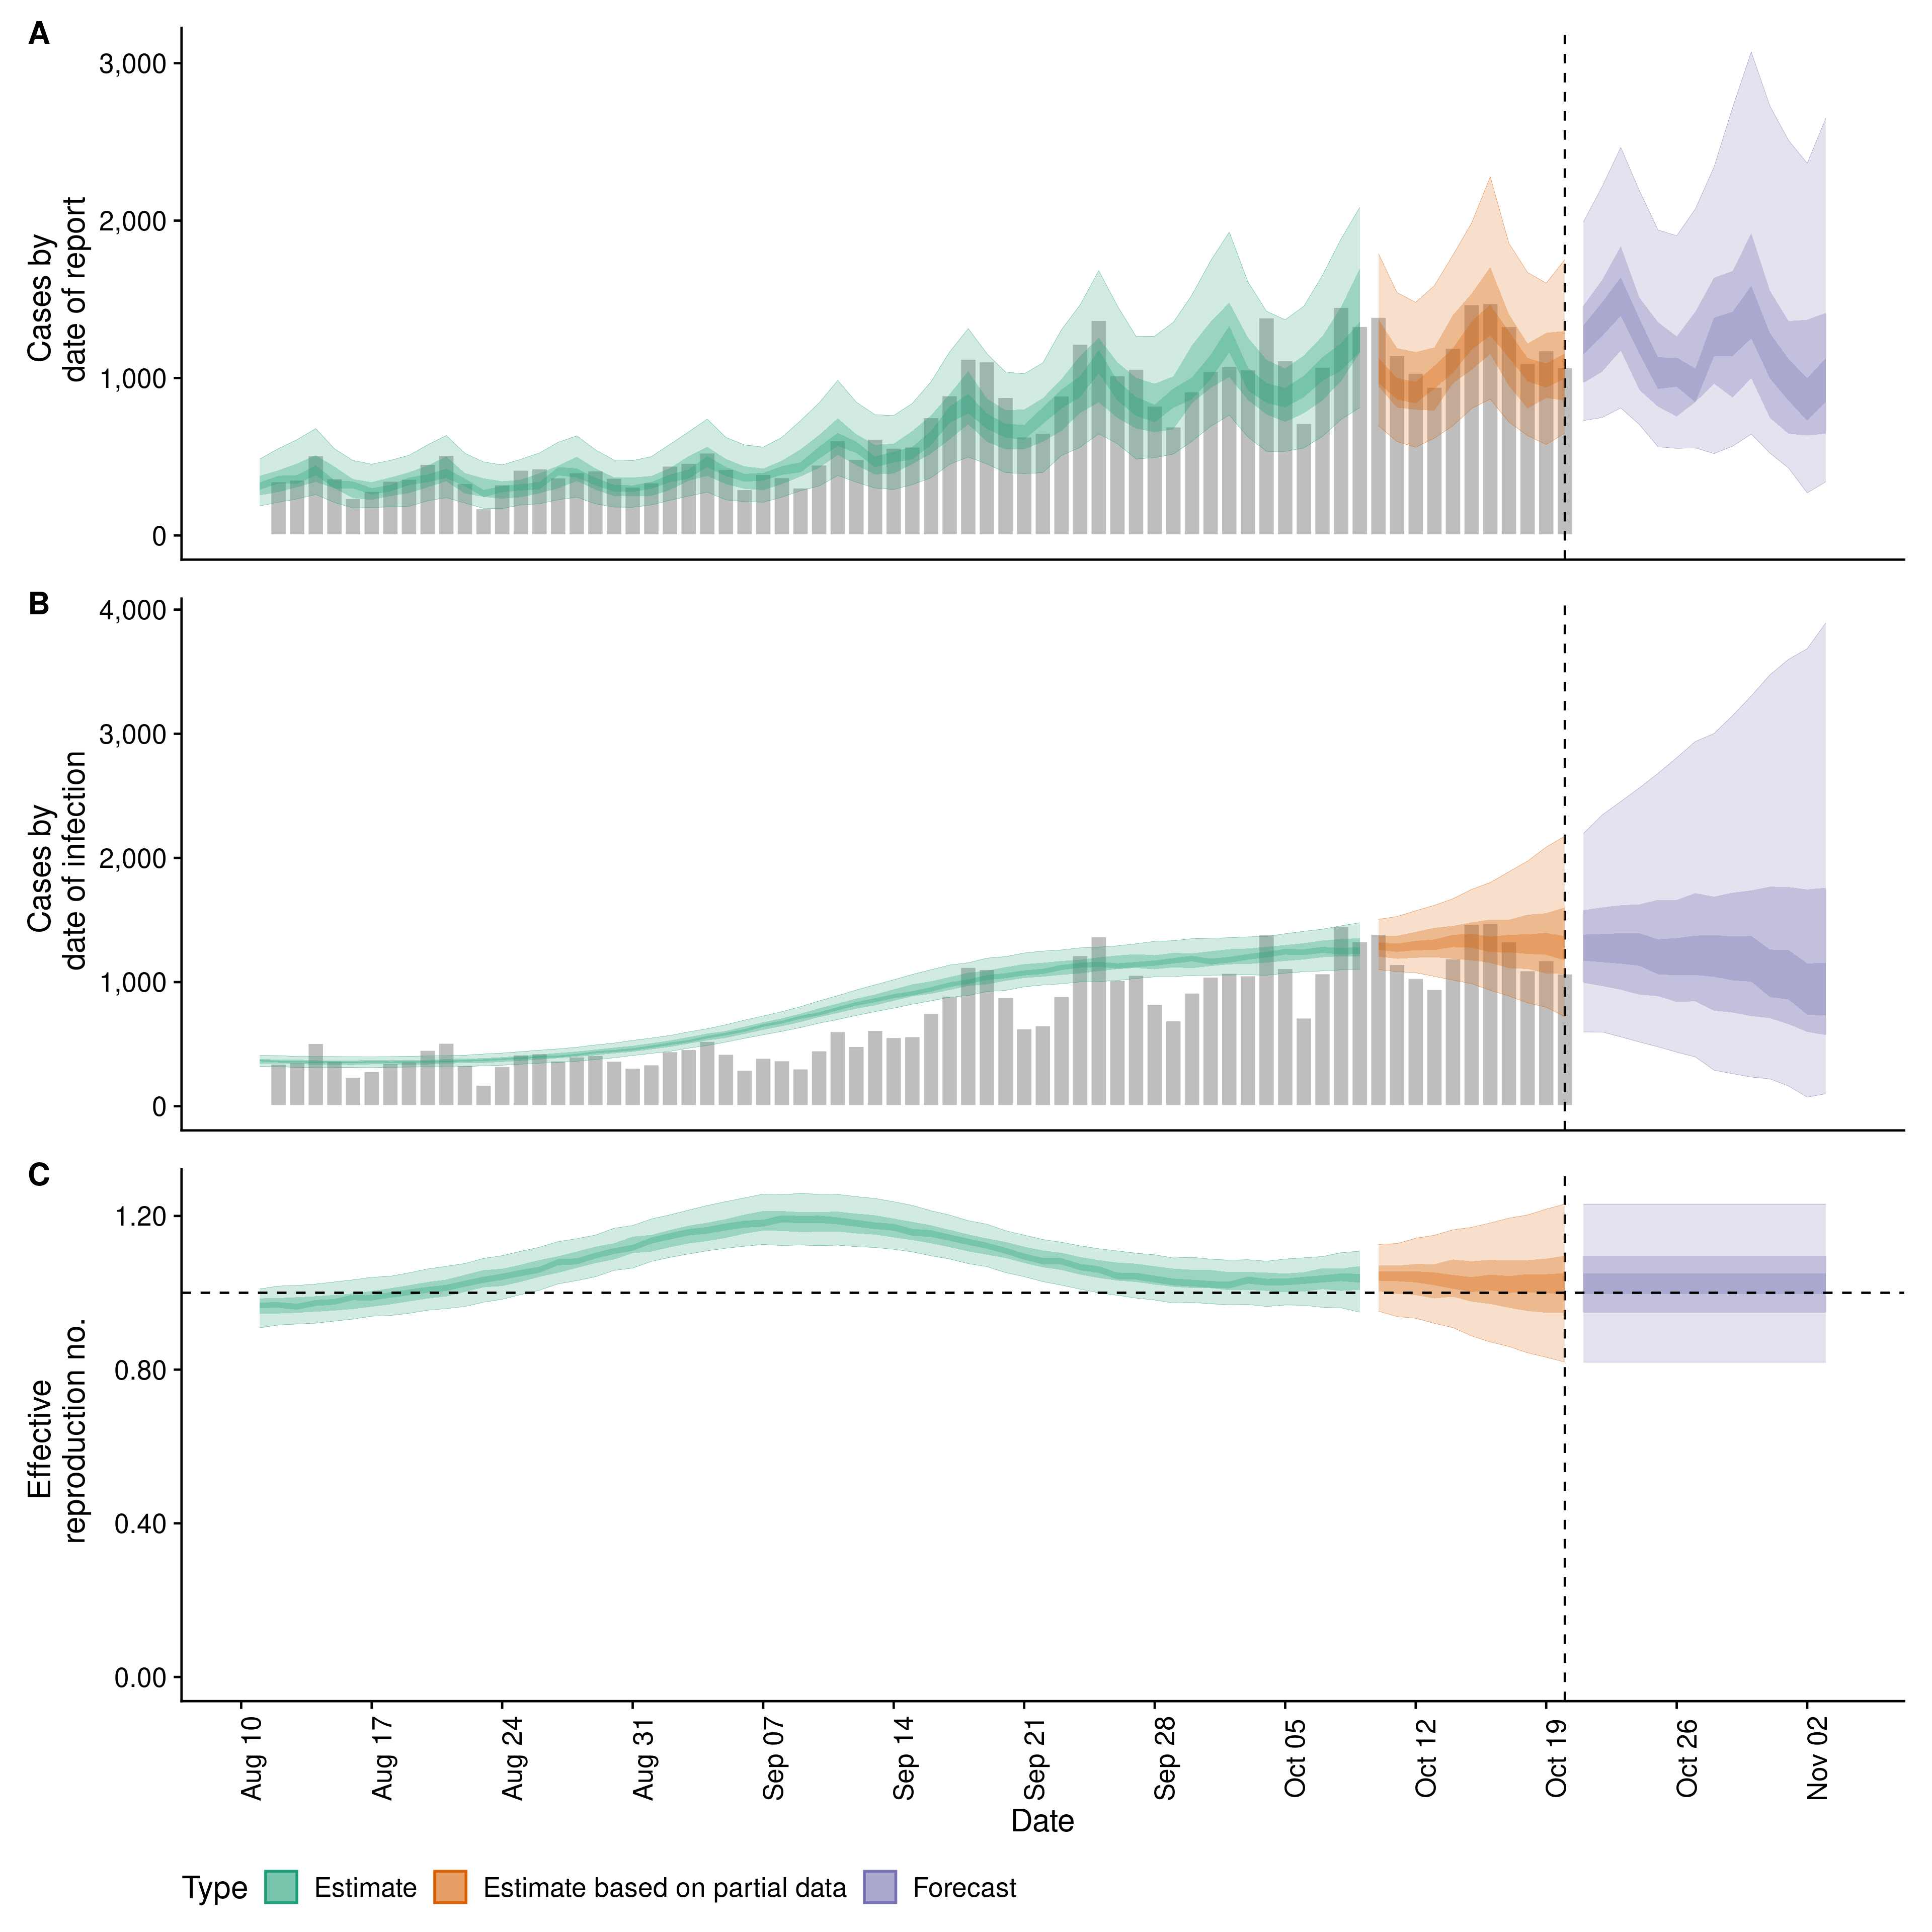 A
3,000
2,000
1,000
0
Cases by
date of report
B
4,000
3,000
2,000
1,000
0
Cases by
date of infection
C
1.20
0.80
0.40
0.00
Effective
reproduction no.
Aug 10
Aug 17
Aug 24
Aug 31
Sep 07
Sep 14
Sep 21
Sep 28
Oct 05
Oct 12
Oct 19
Oct 26
Nov 02
Date
Type Estimate Estimate based on partial data Forecast